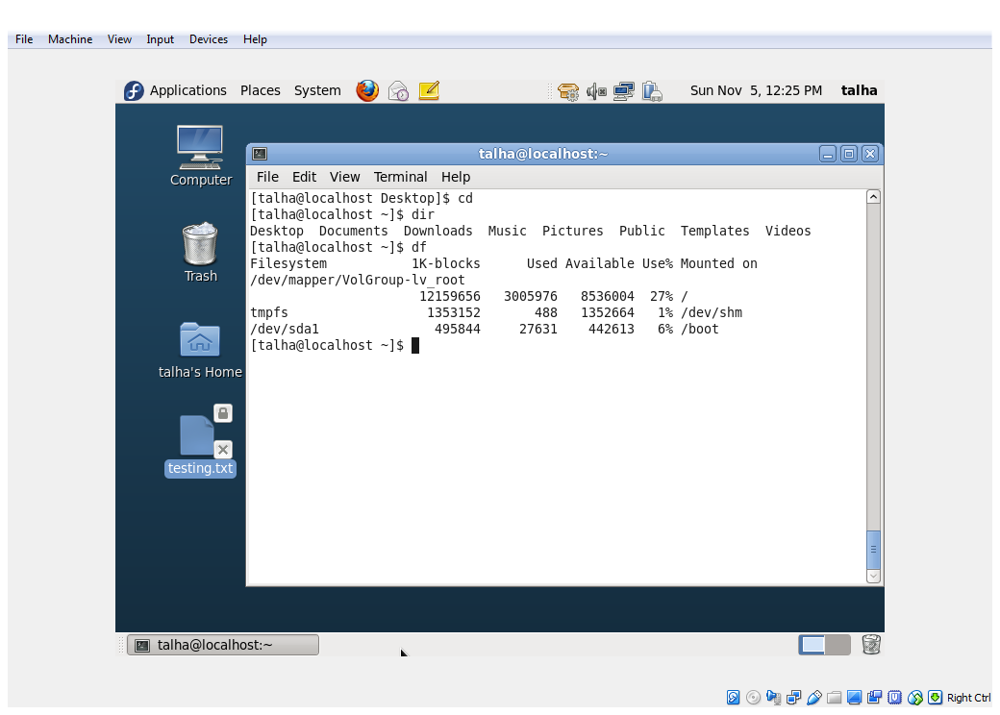 File Machine View Input Devices Help
Applications Places System Sun Nov 5, 12:25 PM talha
Computer
Trash
talha's Home
testing.txt
talha@localhost:~
File Edit View Terminal Help
[talha@localhost Desktop]$ cd
[talha@localhost ~]$ dir
Desktop Documents Downloads Music Pictures Public Templates Videos
[talha@localhost ~]$ df
Filesystem 1K-blocks Used Available Use% Mounted on
/dev/mapper/VolGroup-lv_root
12159656 3005976 8536004 27% /
tmpfs 1353152 488 1352664 1% /dev/shm
/dev/sda1 495844 27631 442613 6% /boot
[talha@localhost ~]$
talha@localhost:~
Right Ctrl